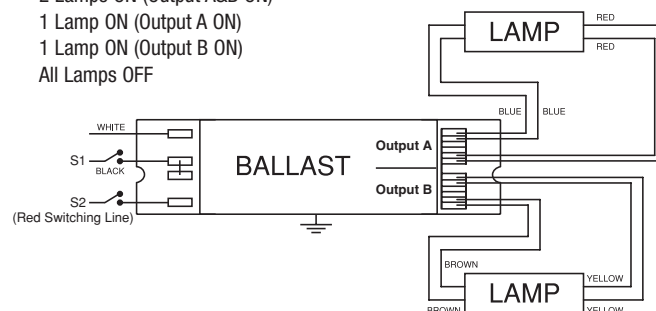 2 Lamps ON (Output A&B ON)
1 Lamp ON (Output A ON)
1 Lamp ON (Output B ON)
All Lamps OFF
LAMP
RED
RED
BLUE
BLUE
WHITE
S1
BLACK
S2
(Red Switching Line)
BALLAST
Output A
Output B
BROWN
BROWN
LAMP
YELLOW
YELLOW